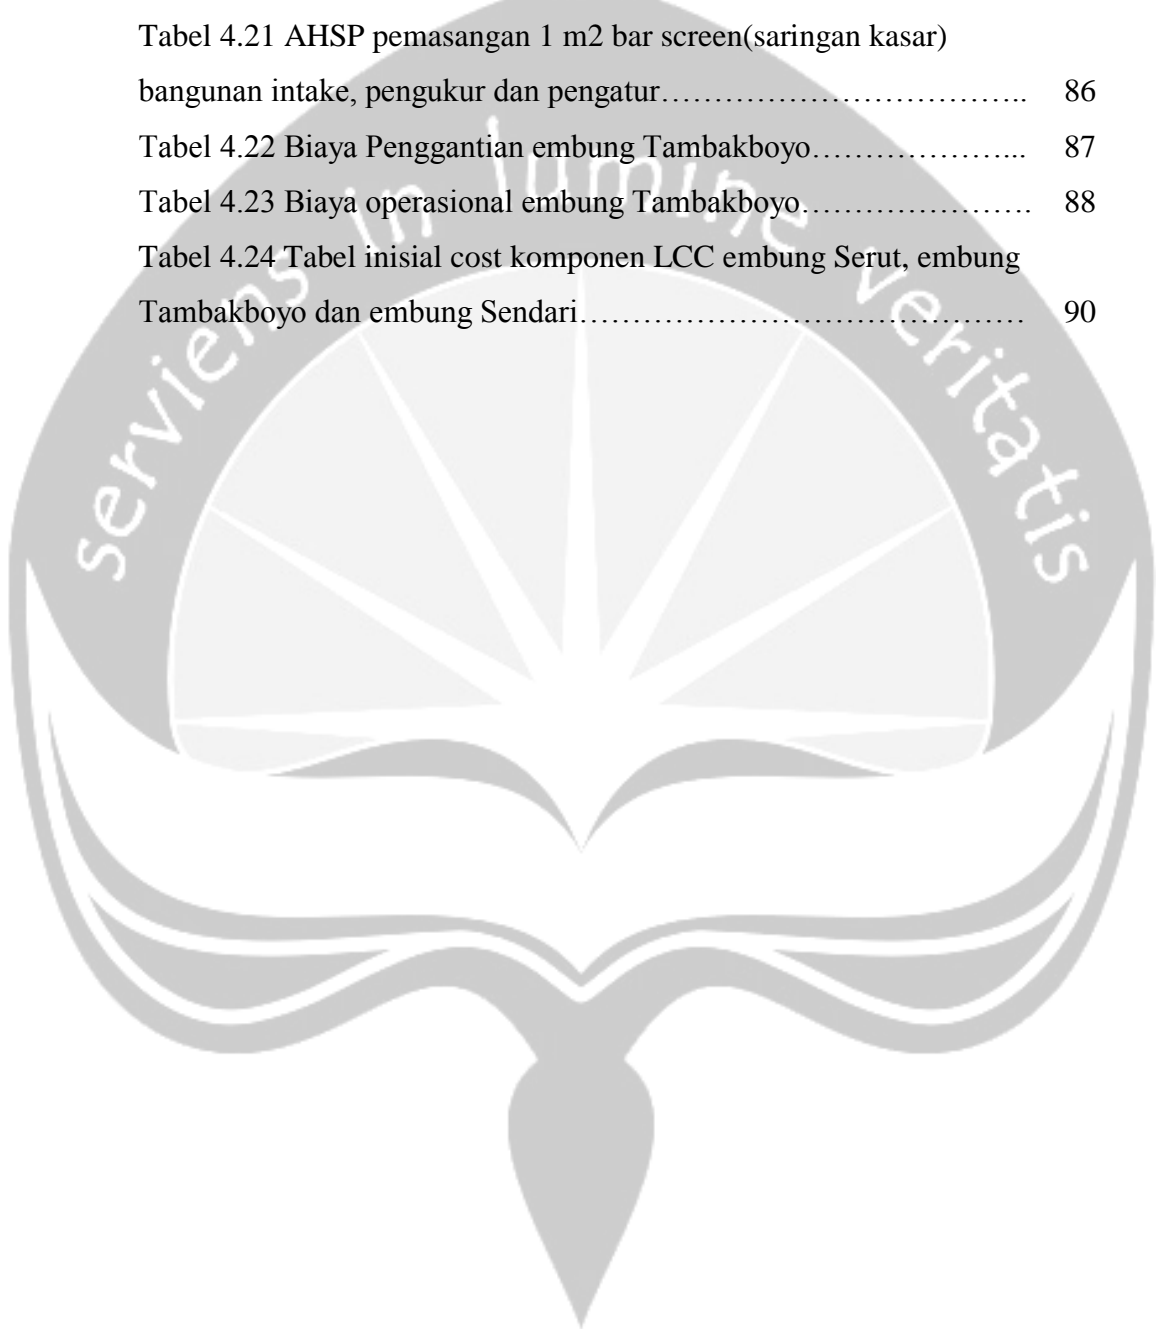 Tabel 4.21 AHSP pemasangan 1 m2 bar screen(saringan kasar)
bangunan intake, pengukur dan pengatur…………………………….. 86
Tabel 4.22 Biaya Penggantian embung Tambakboyo………………... 87
Tabel 4.23 Biaya operasional embung Tambakboyo…………………. 88
Tabel 4.24 Tabel inisial cost komponen LCC embung Serut, embung
Tambakboyo dan embung Sendari…………………………………… 90
serviens in lumine veritatis